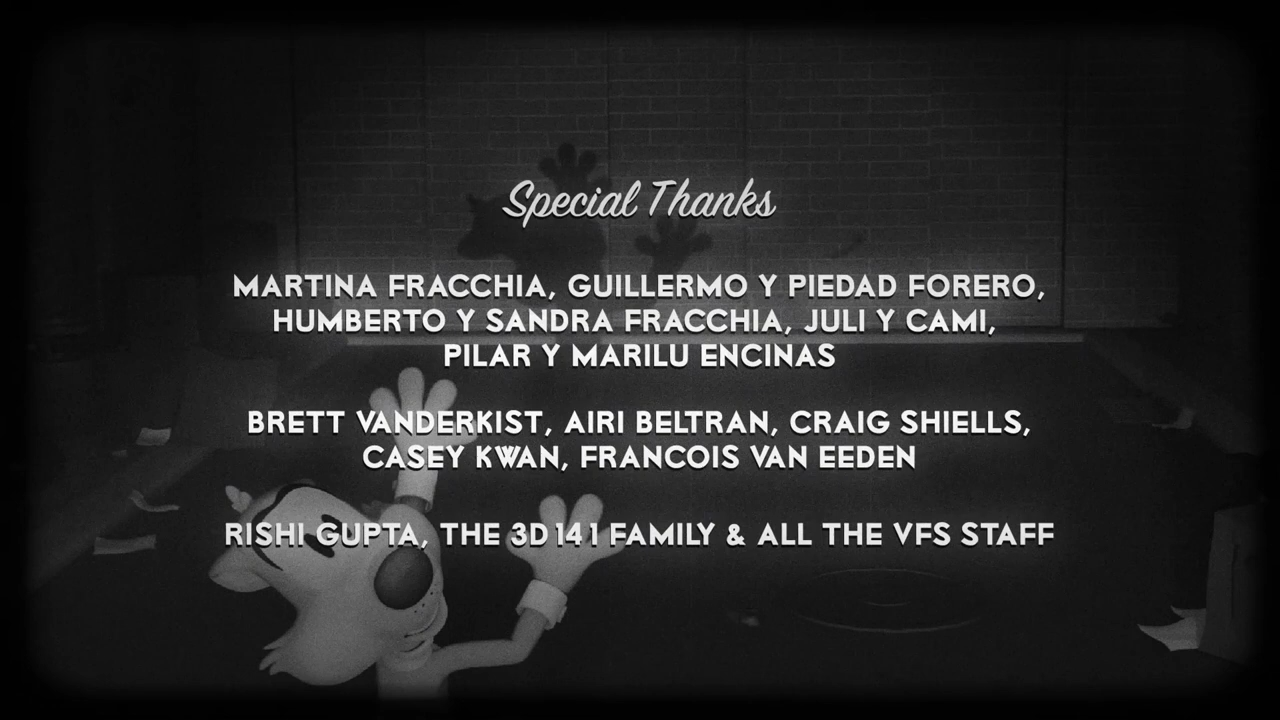 Special Thanks
MARTINA FRACCHIA, GUILLERMO Y PIEDAD FORERO,
HUMBERTO Y SANDRA FRACCHIA, JULI Y CAMI,
PILAR Y MARILU ENCINAS
BRETT VANDERKIST, AIRI BELTRAN, CRAIG SHIELLS,
CASEY KWAN, FRANCOIS VAN EEDEN
RISHI GUPTA, THE 3D141 FAMILY & ALL THE VFS STAFF